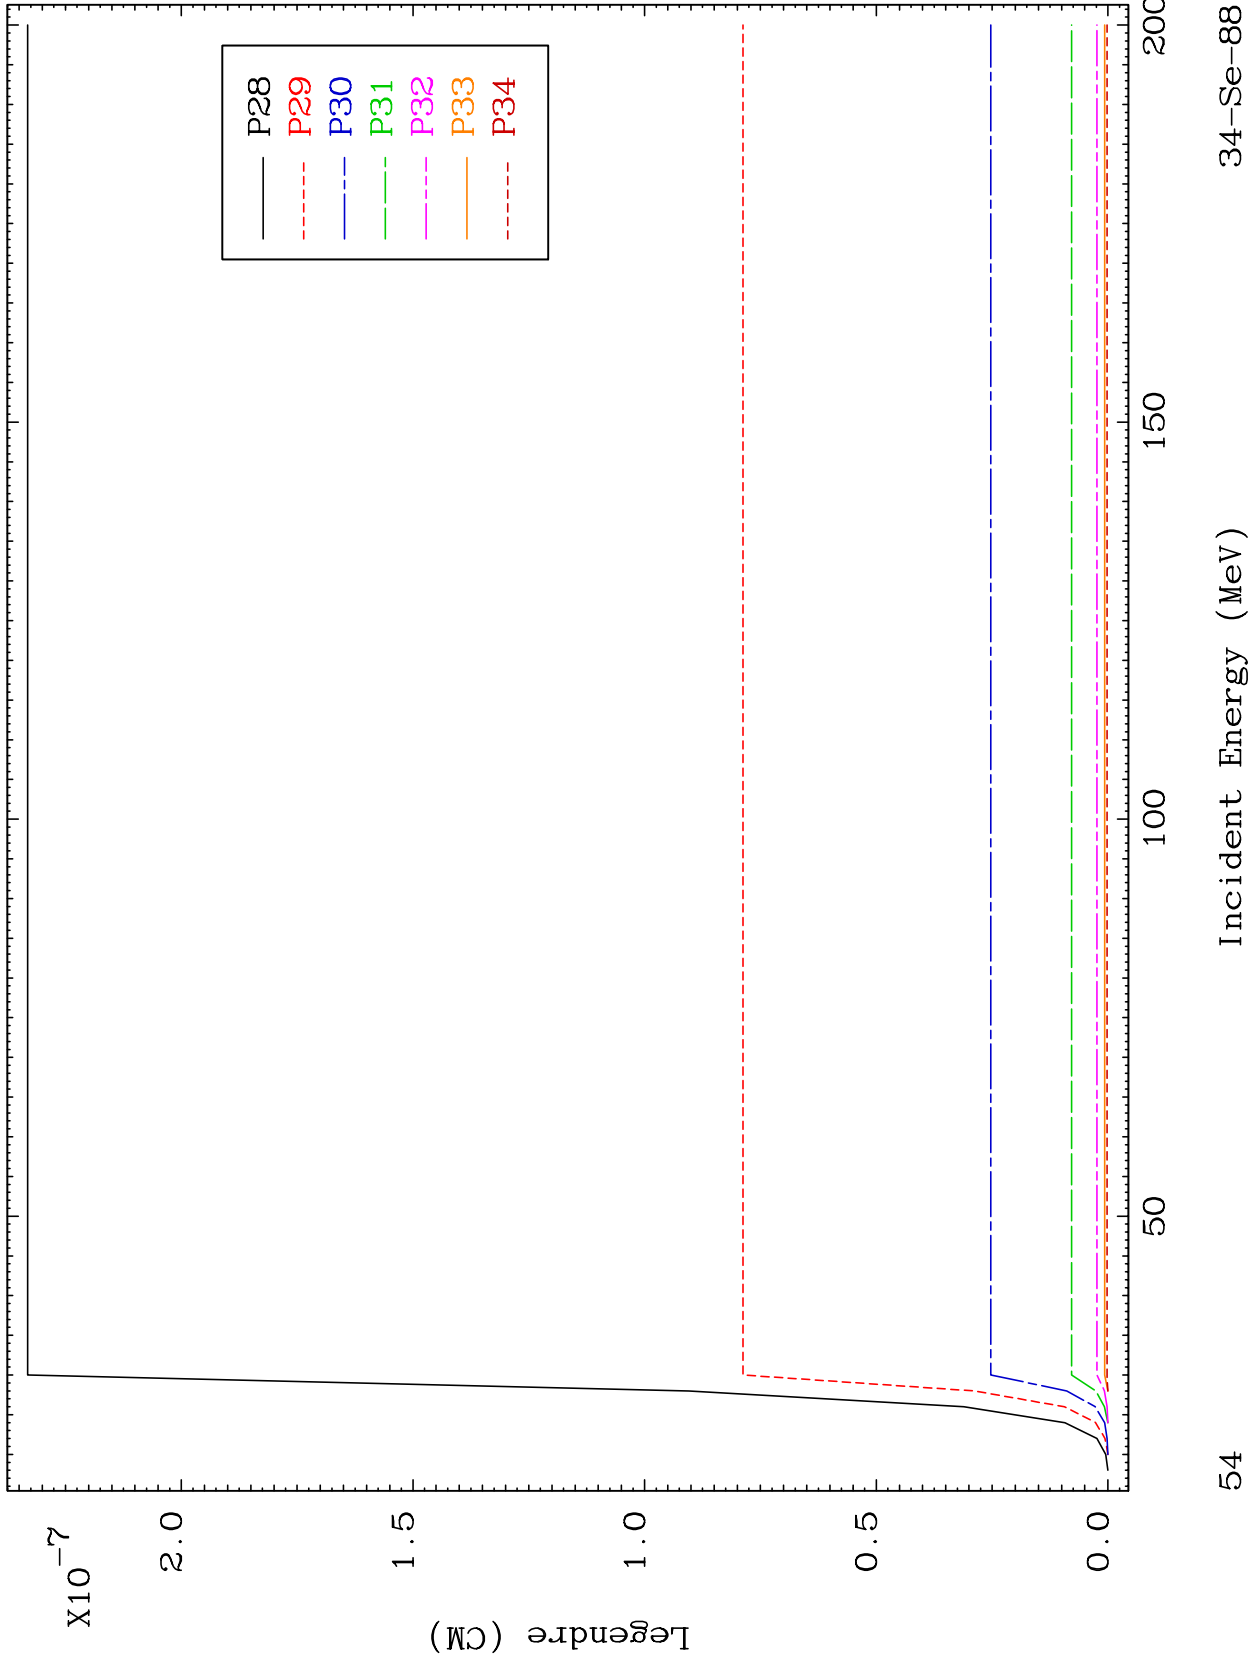 X10-7
2.0
1.5
1.0
0.5
0.0
Legendre (CM)
P28
P29
P30
P31
P32
P33
P34
50
100
150
200
Incident Energy (MeV)
54
34-Se-88